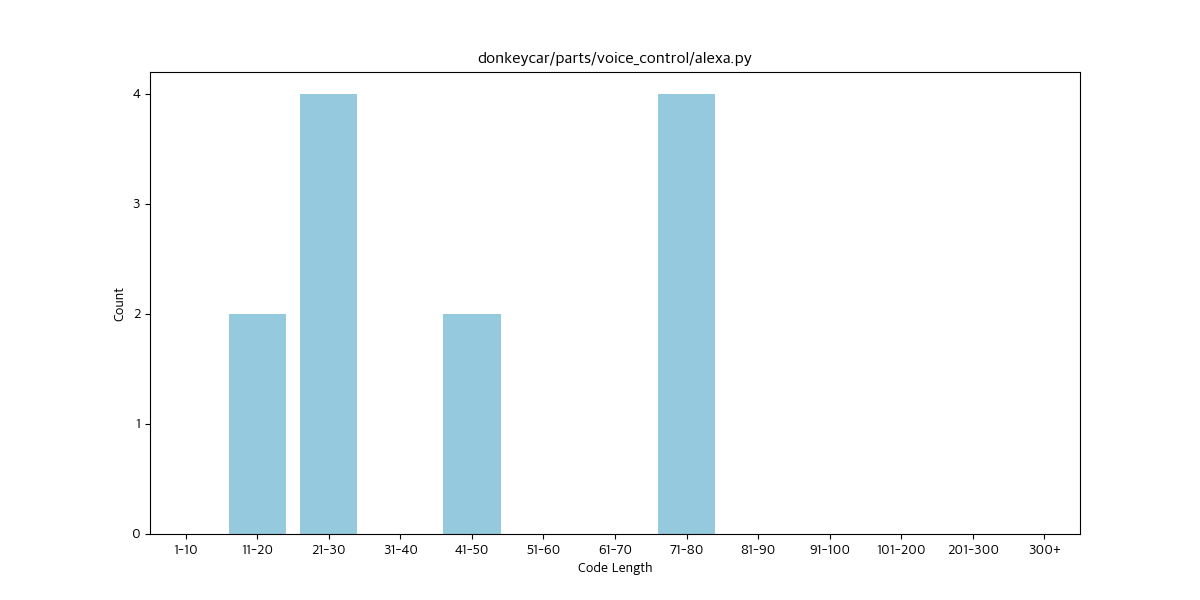 donkeycar/parts/voice_control/alexa.py
4
3
2
1
0
Count
1-10 11-20 21-30 31-40 41-50 51-60 61-70 71-80 81-90 91-100 101-200 201-300 300+
Code Length